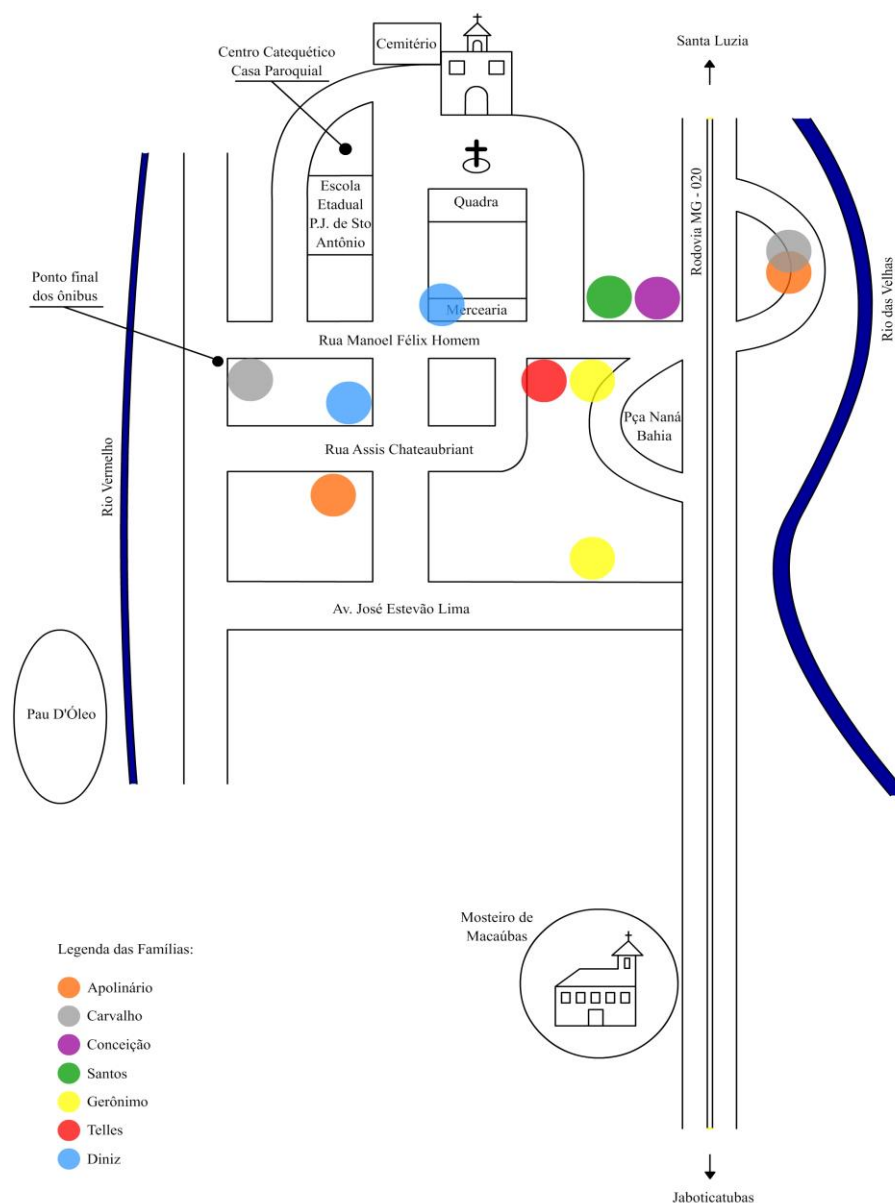 Santa Luzia
Cemitério
Centro Catequético
Casa Paroquial
Escola
Etadual
P.J. de Sto
Antônio
Quadra
Rodovia MG - 020
Rio das Velhas
Ponto final
dos ônibus
Mercearia
Rua Manoel Félix Homem
Pça Naná
Bahia
Rua Assis Chateaubriant
Rio Vermelho
Av. José Estevão Lima
Pau D'Óleo
Mosteiro de
Macaúbas
Legenda das Famílias:
Apolinário
Carvalho
Conceição
Santos
Gerônimo
Telles
Diniz
Jaboticatubas